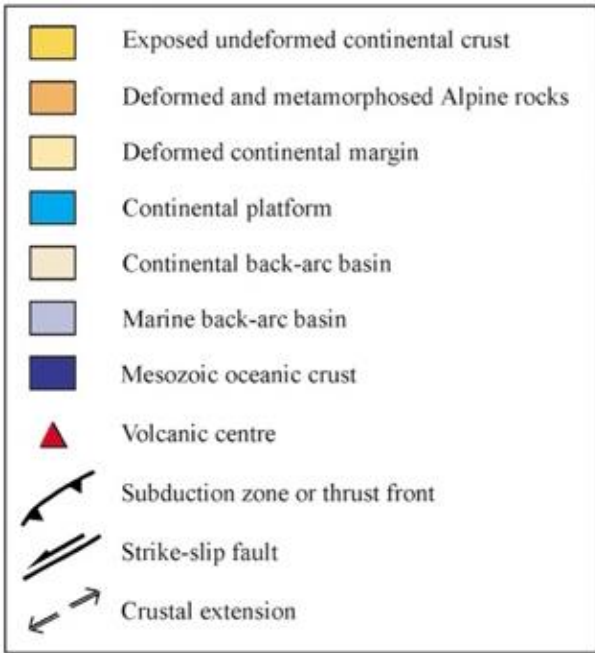 Exposed undeformed continental crust
Deformed and metamorphosed Alpine rocks
Deformed continental margin
Continental platform
Continental back-arc basin
Marine back-arc basin
Mesozoic oceanic crust
Volcanic centre
Subduction zone or thrust front
Strike-slip fault
Crustal extension